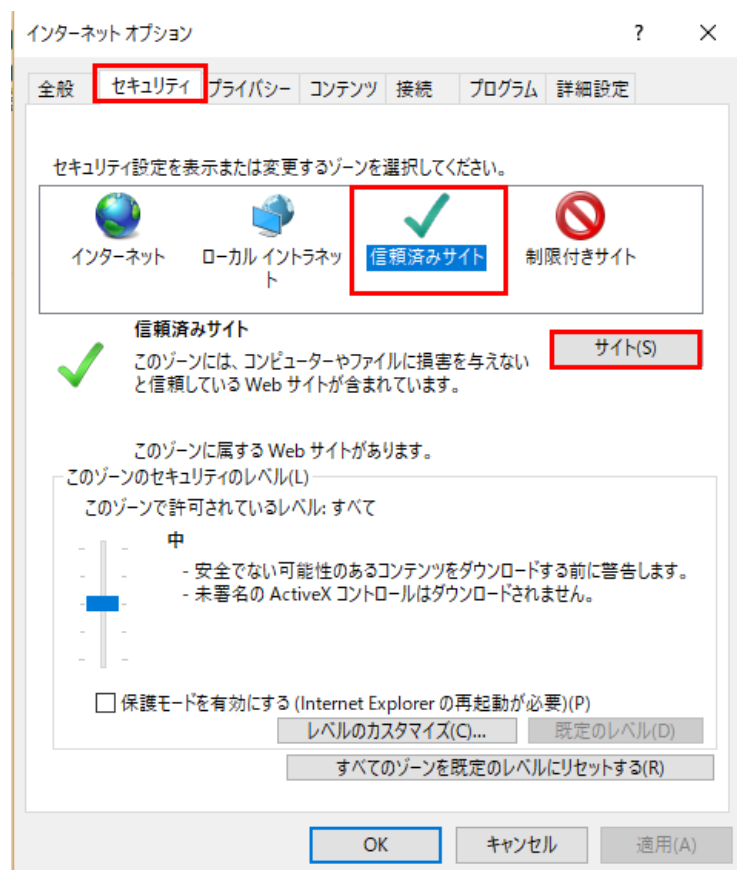 インターネット オプション
?
全般
セキュリティ
プライバシー
コンテンツ
接続
プログラム
詳細設定
セキュリティ設定を表示または変更するゾーンを選択してください。
インターネット
ローカル イントラネッ
ト
信頼済みサイト
制限付きサイト
信頼済みサイト
サイト(S)
このゾーンには、コンピューターやファイルに損害を与えない
と信頼している Web サイトが含まれています。
このゾーンに属する Web サイトがあります。
このゾーンのセキュリティのレベル(L)
このゾーンで許可されているレベル: すべて
中
- 安全でない可能性のあるコンテンツをダウンロードする前に警告します。
- 未署名の ActiveX コントロールはダウンロードされません。
保護モードを有効にする (Internet Explorer の再起動が必要)(P)
レベルのカスタマイズ(C)...
既定のレベル(D)
すべてのゾーンを既定のレベルにリセットする(R)
OK
キャンセル
適用(A)